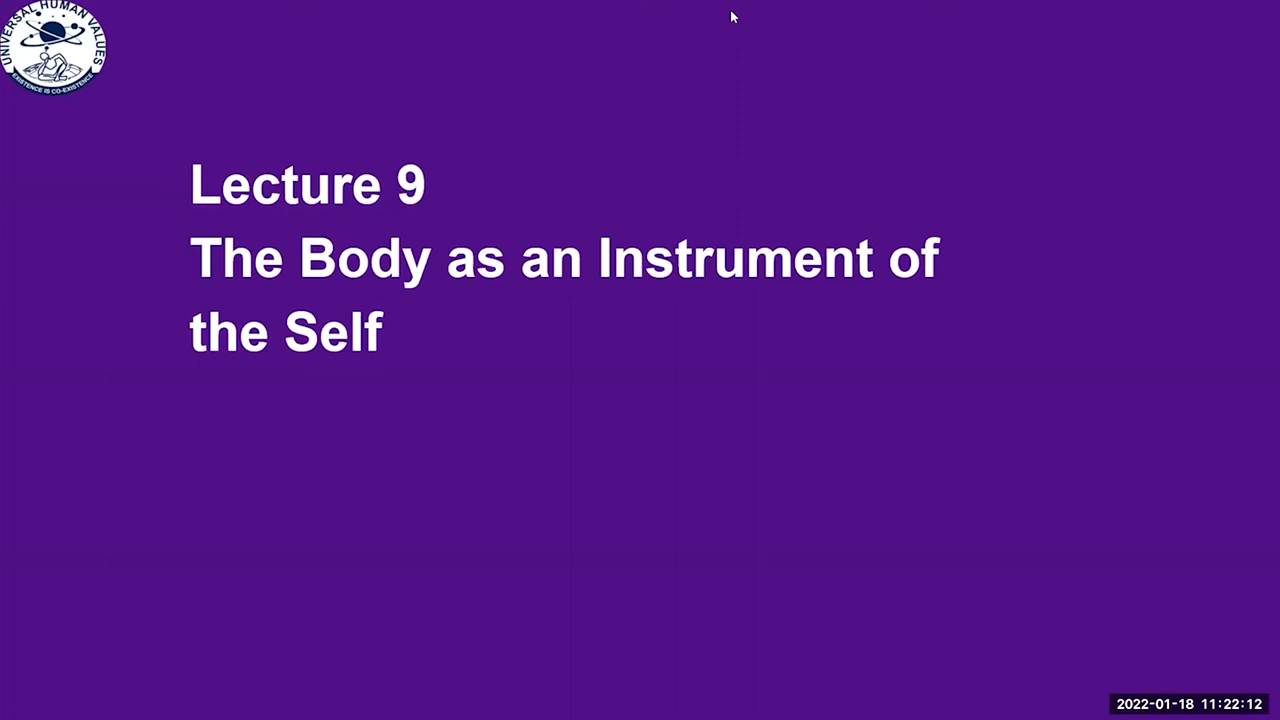 UNIVERSAL HUMAN VALUES
EXISTENCE IS CO-EXISTENCE
Lecture 9
The Body as an Instrument of
the Self
2022-01-18 11:22:12